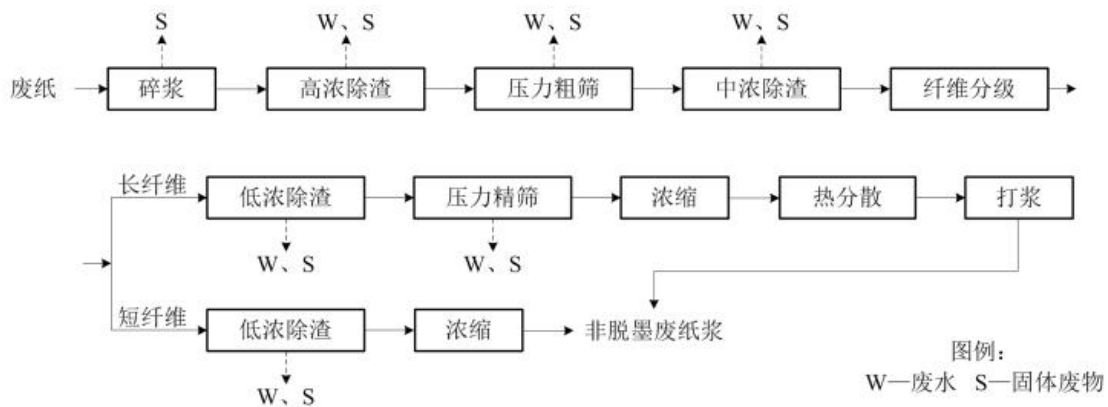 S W、S W、S W、S
废纸 碎浆 高浓除渣 压力粗筛 中浓除渣 纤维分级
长纤维 低浓除渣 压力精筛 浓缩 热分散 打浆
W、S W、S
短纤维 低浓除渣 浓缩 非脱墨废纸浆
W、S
图例：
W—废水 S—固体废物